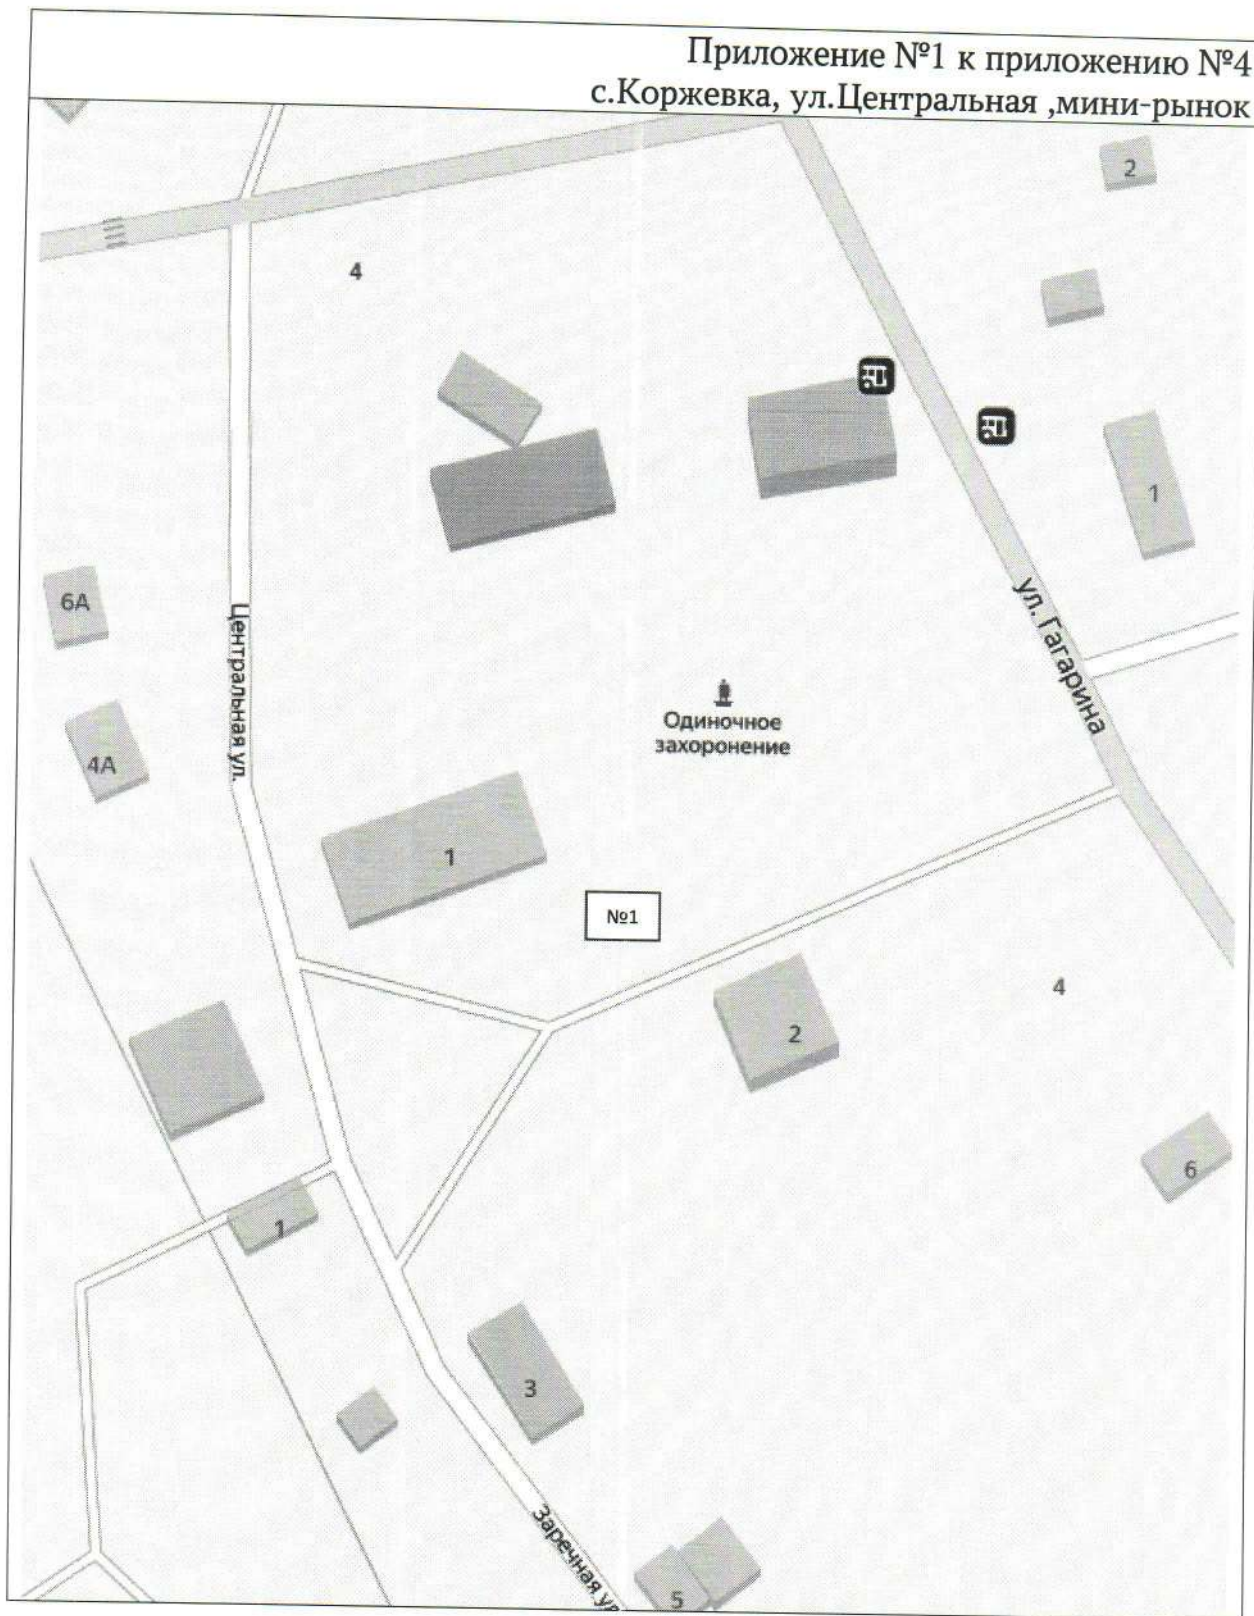 Приложение №1 к приложению №4
с.Коржевка, ул.Центральная ,мини-рынок
2
4
1
6А
Центральная ул.
ул. Гагарина
4А
Одиночное
захоронение
1
№1
4
2
6
1
3
Заречная ул
5